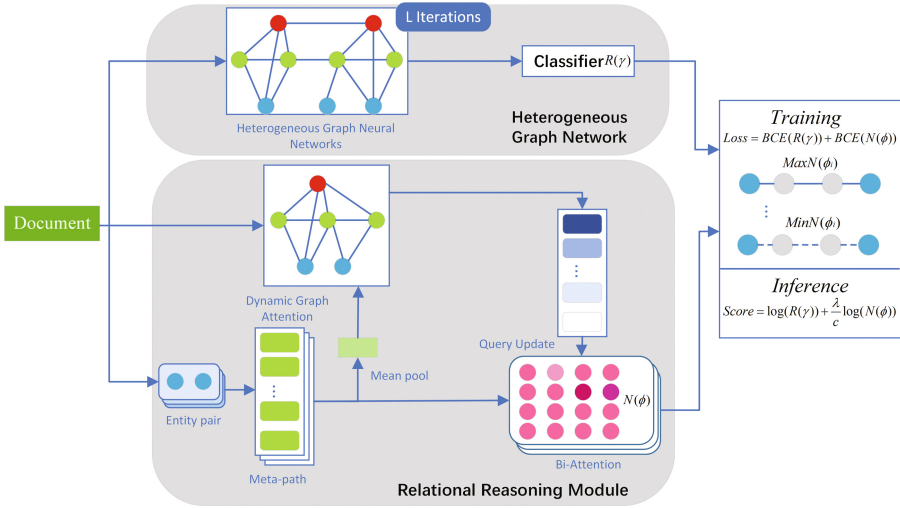 L Iterations
Classifier R(γ)
Heterogeneous Graph Neural
Networks
Heterogeneous
Graph Network
Document
Dynamic Graph
Attention
Mean pool
Entity pair
Meta-path
Query Update
N(ϕ)
Bi-Attention
Relational Reasoning Module
Training
Loss = BCE(R(γ)) + BCE(N(ϕ))
MaxN(ϕᵢ)
⋮
MinN(ϕᵢ)
Inference
Score = log(R(γ)) + λ/c log(N(ϕ))